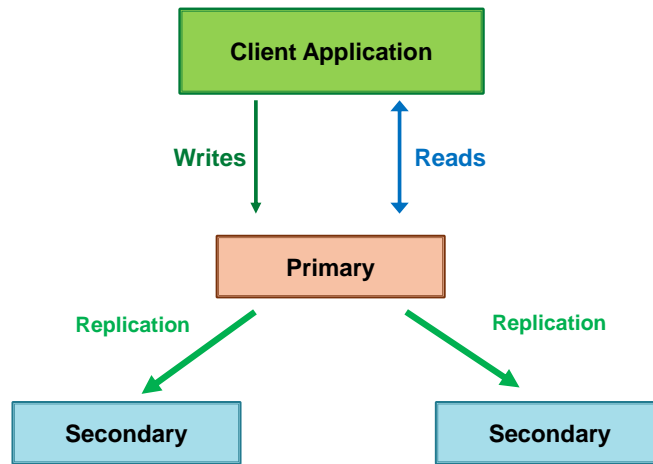 Client Application
Writes
Reads
Primary
Replication
Replication
Secondary
Secondary